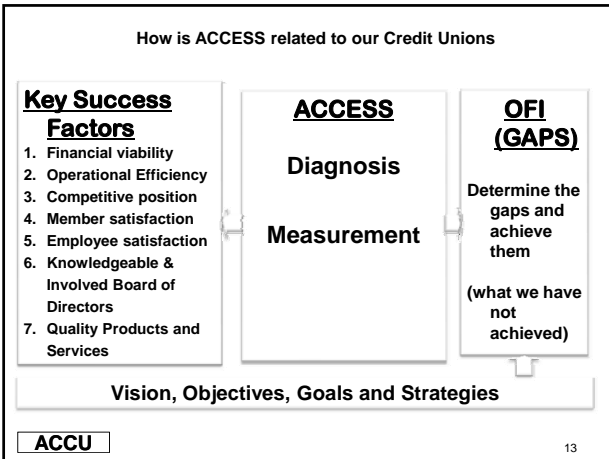 How is ACCESS related to our Credit Unions
Key Success
Factors
1. Financial viability
2. Operational Efficiency
3. Competitive position
4. Member satisfaction
5. Employee satisfaction
6. Knowledgeable &
Involved Board of
Directors
7. Quality Products and
Services
ACCESS
Diagnosis
Measurement
OFI
(GAPS)
Determine the
gaps and
achieve
them
(what we have
not
achieved)
Vision, Objectives, Goals and Strategies
ACCU
13